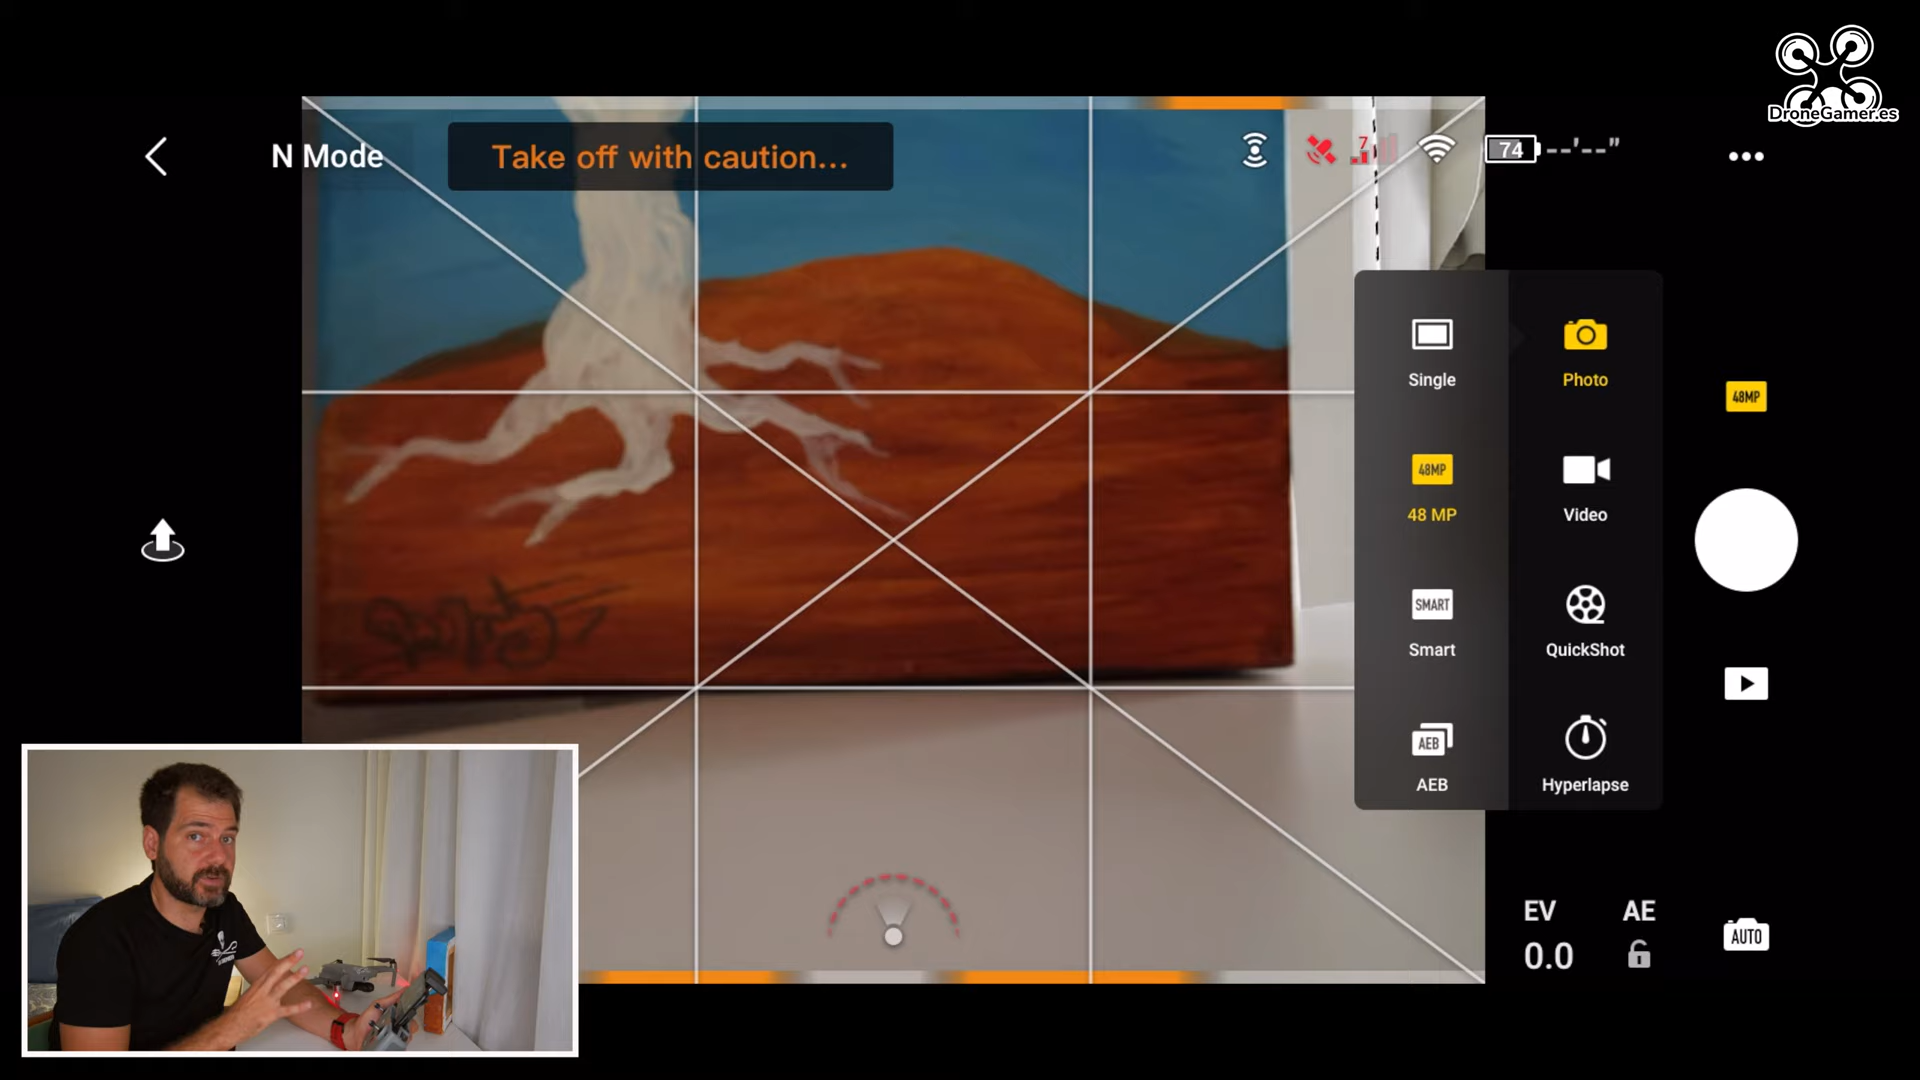 DroneGamer.es
N Mode
Take off with caution...
7
74
--'--"
Single
Photo
48MP
48MP
48 MP
Video
SMART
Smart
QuickShot
AEB
AEB
Hyperlapse
EV
AE
0.0
AUTO